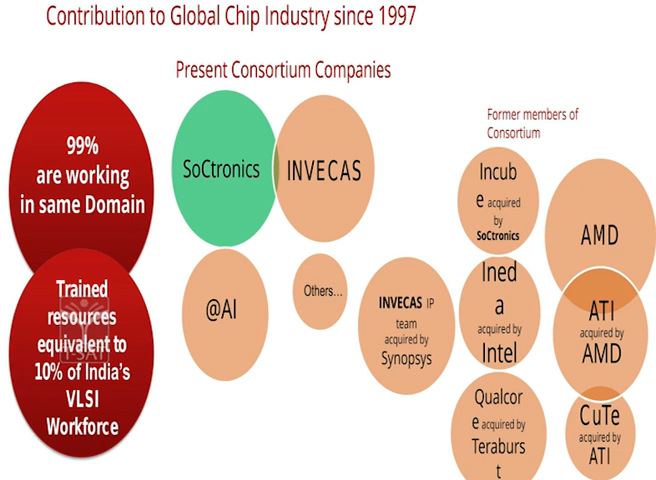 Contribution to Global Chip Industry since 1997
Present Consortium Companies
Former members of
Consortium
99%
are working
in same Domain
Trained
resources
equivalent to
10% of India's
VLSI
Workforce
I-SAT
SoCtronics
INVECAS
@AI
Others...
INVECAS IP
team
acquired by
Synopsys
Incub
e acquired
by
SoCtronics
Ined
a
acquired by
Intel
Qualcor
e acquired by
Teraburs
t
AMD
ATI
acquired by
AMD
CuTe
acquired by
ATI